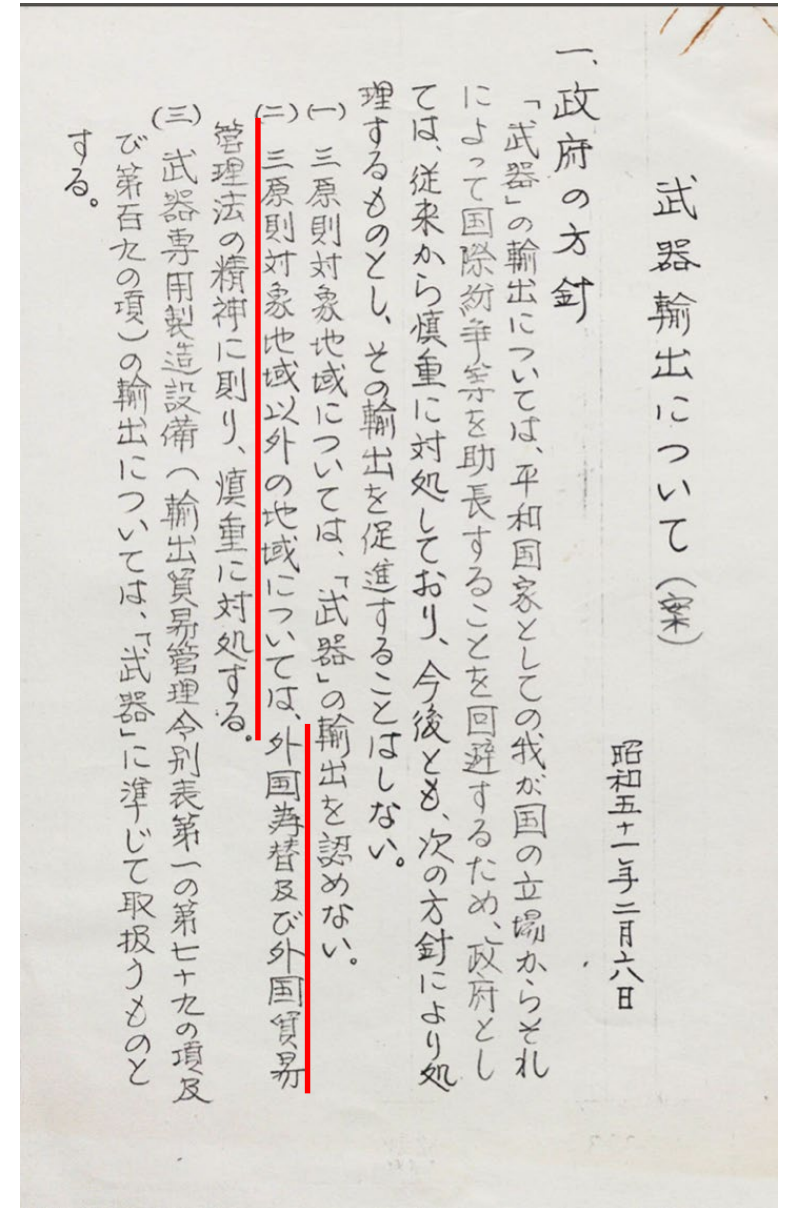 武器輸出について(案)
昭和五十一年二月六日
一、政府の方針
「武器」の輸出については、平和国家としての我が国の立場からそれ
によって国際紛争等を助長することを回避するため、政府とし
ては、従来から慎重に対処しており、今後とも、次の方針により処
理するものとし、その輸出を促進することはしない。
(一) 三原則対象地域については、「武器」の輸出を認めない。
(二) 三原則対象地域以外の地域については、外国為替及び外国貿易
管理法の精神に則り、慎重に対処する。
(三) 武器専用製造設備(輸出貿易管理令別表第一の第七十九の項及
び第百九の項)の輸出については、「武器」に準じて取扱うものと
する。